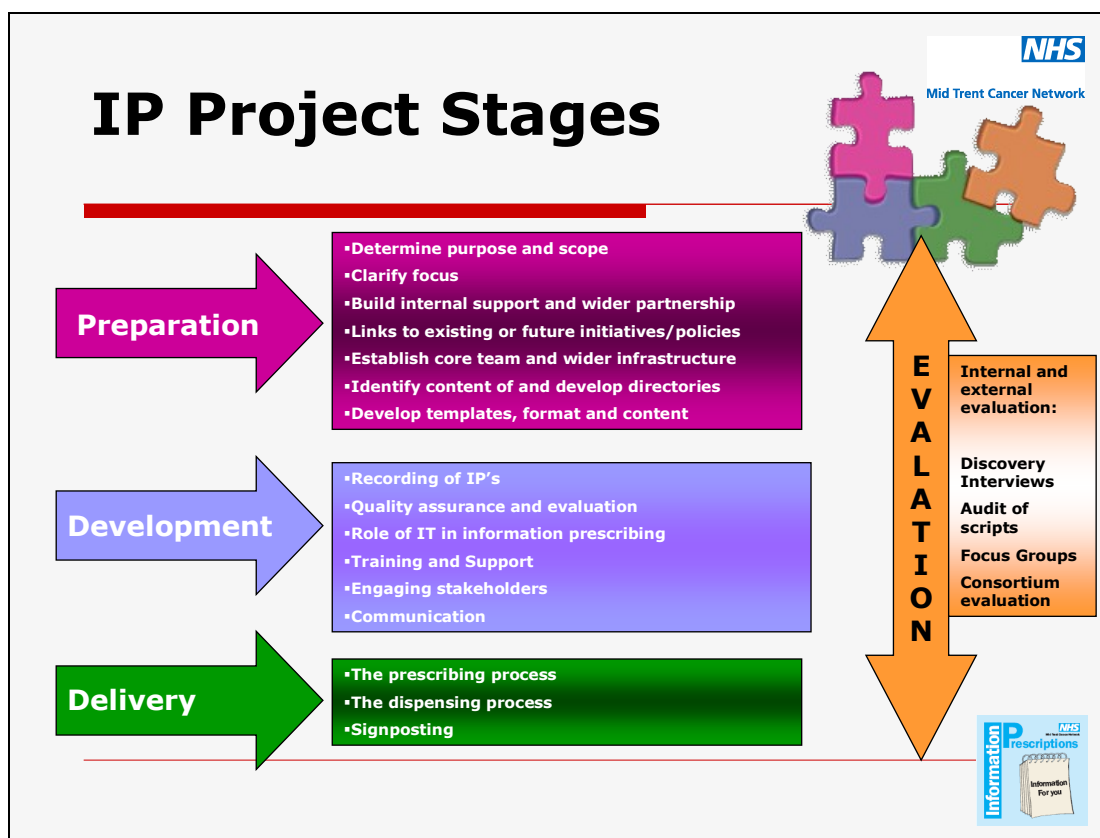 NHS
Mid Trent Cancer Network
IP Project Stages
Preparation
▪Determine purpose and scope
▪Clarify focus
▪Build internal support and wider partnership
▪Links to existing or future initiatives/policies
▪Establish core team and wider infrastructure
▪Identify content of and develop directories
▪Develop templates, format and content
Development
▪Recording of IP's
▪Quality assurance and evaluation
▪Role of IT in information prescribing
▪Training and Support
▪Engaging stakeholders
▪Communication
Delivery
▪The prescribing process
▪The dispensing process
▪Signposting
E
V
A
L
A
T
I
O
N
Internal and
external
evaluation:
Discovery
Interviews
Audit of
scripts
Focus Groups
Consortium
evaluation
NHS
Mid Trent Cancer Network
Information
Prescriptions
Information
For you